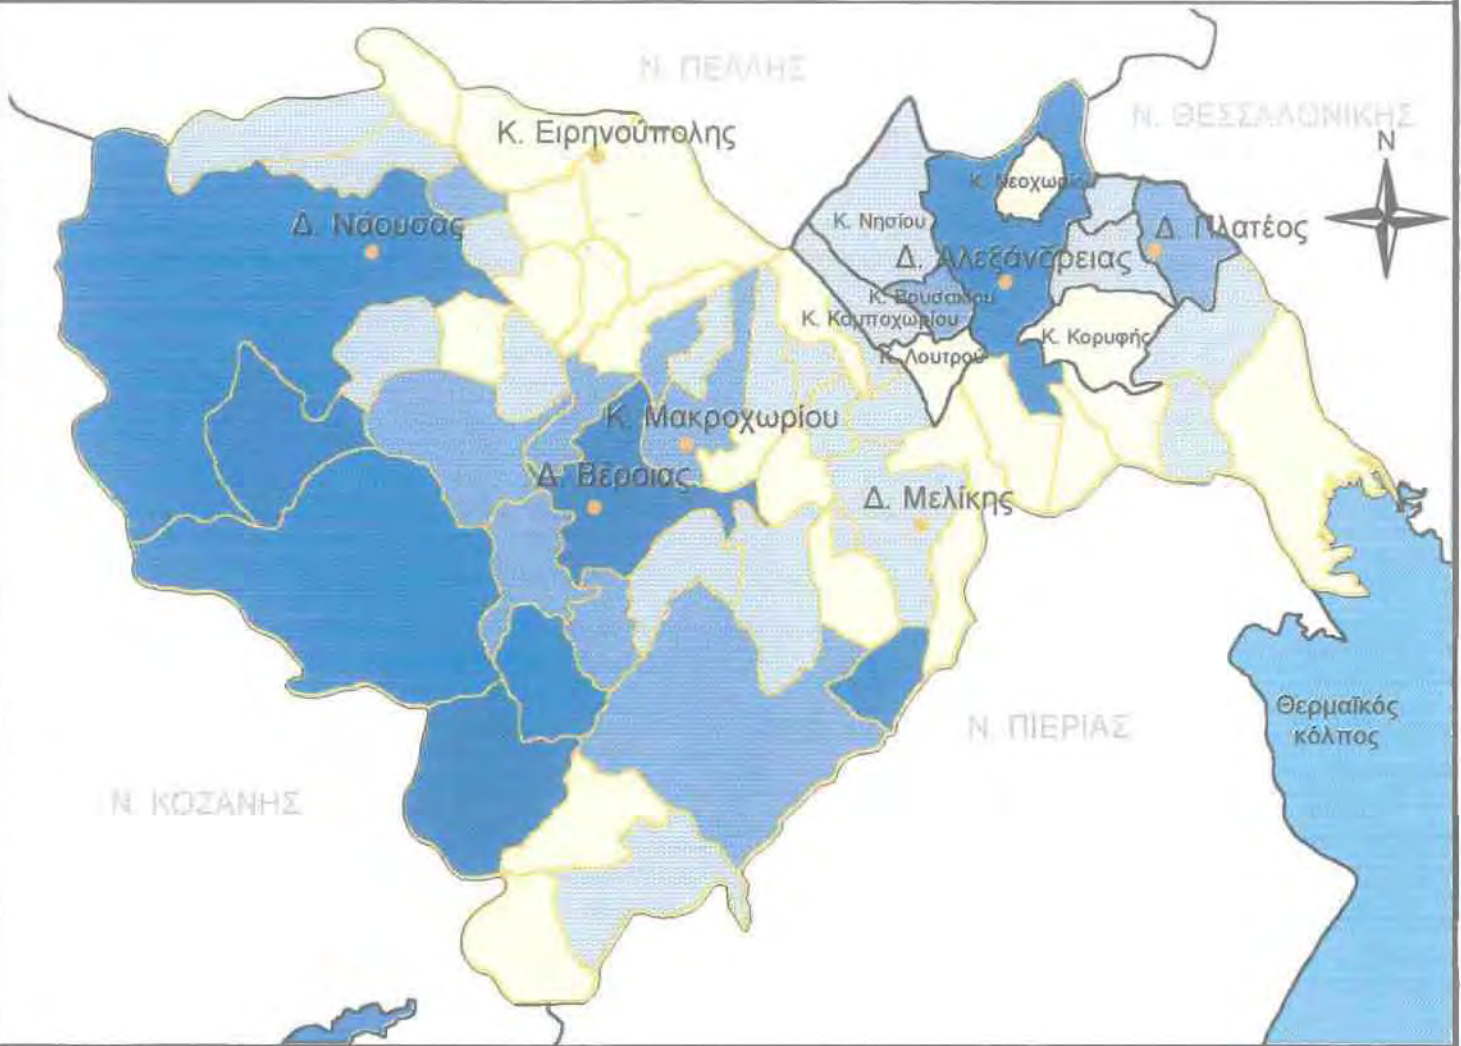 Ν. ΠΕΛΛΗΣ
Ν. ΘΕΣΣΑΛΟΝΙΚΗΣ
N
Κ. Ειρηνούπολης
Κ. Νεοχωρίου
Δ. Νάουσας
Κ. Νησίου
Δ. Πλατέος
Δ. Αλεξάνδρειας
Κ. Βρυσακίου
Κ. Καμποχωρίου
Κ. Κορυφής
Κ. Λουτρού
Κ. Μακροχωρίου
Δ. Βέροιας
Δ. Μελίκης
Θερμαϊκός
κόλπος
Ν. ΠΙΕΡΙΑΣ
Ν. ΚΟΖΑΝΗΣ